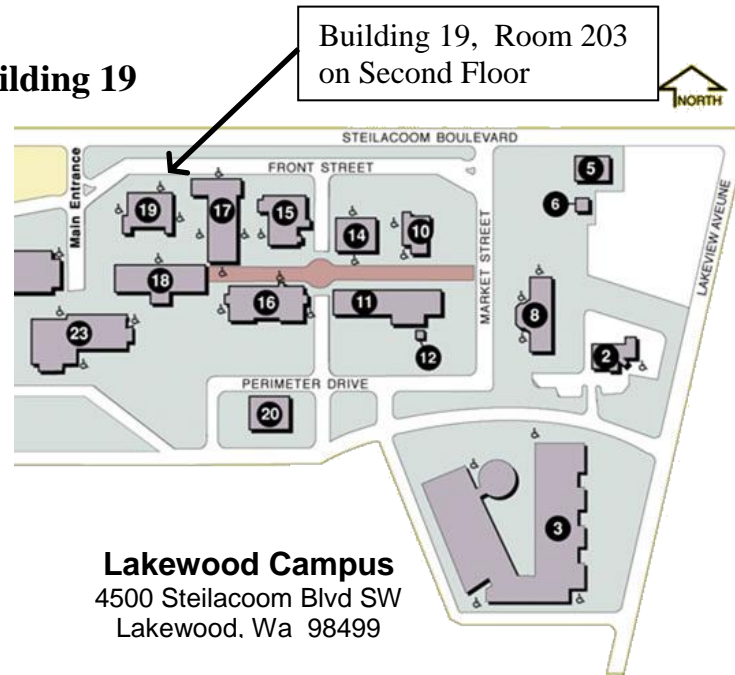 Building 19, Room 203
on Second Floor
ilding 19
NORTH
STEILACOOM BOULEVARD
FRONT STREET
Main Entrance
MARKET STREET
LAKEVIEW AVEUNE
5
6
19
17
15
14
10
18
16
11
8
23
12
2
PERIMETER DRIVE
20
3
Lakewood Campus
4500 Steilacoom Blvd SW
Lakewood, Wa 98499